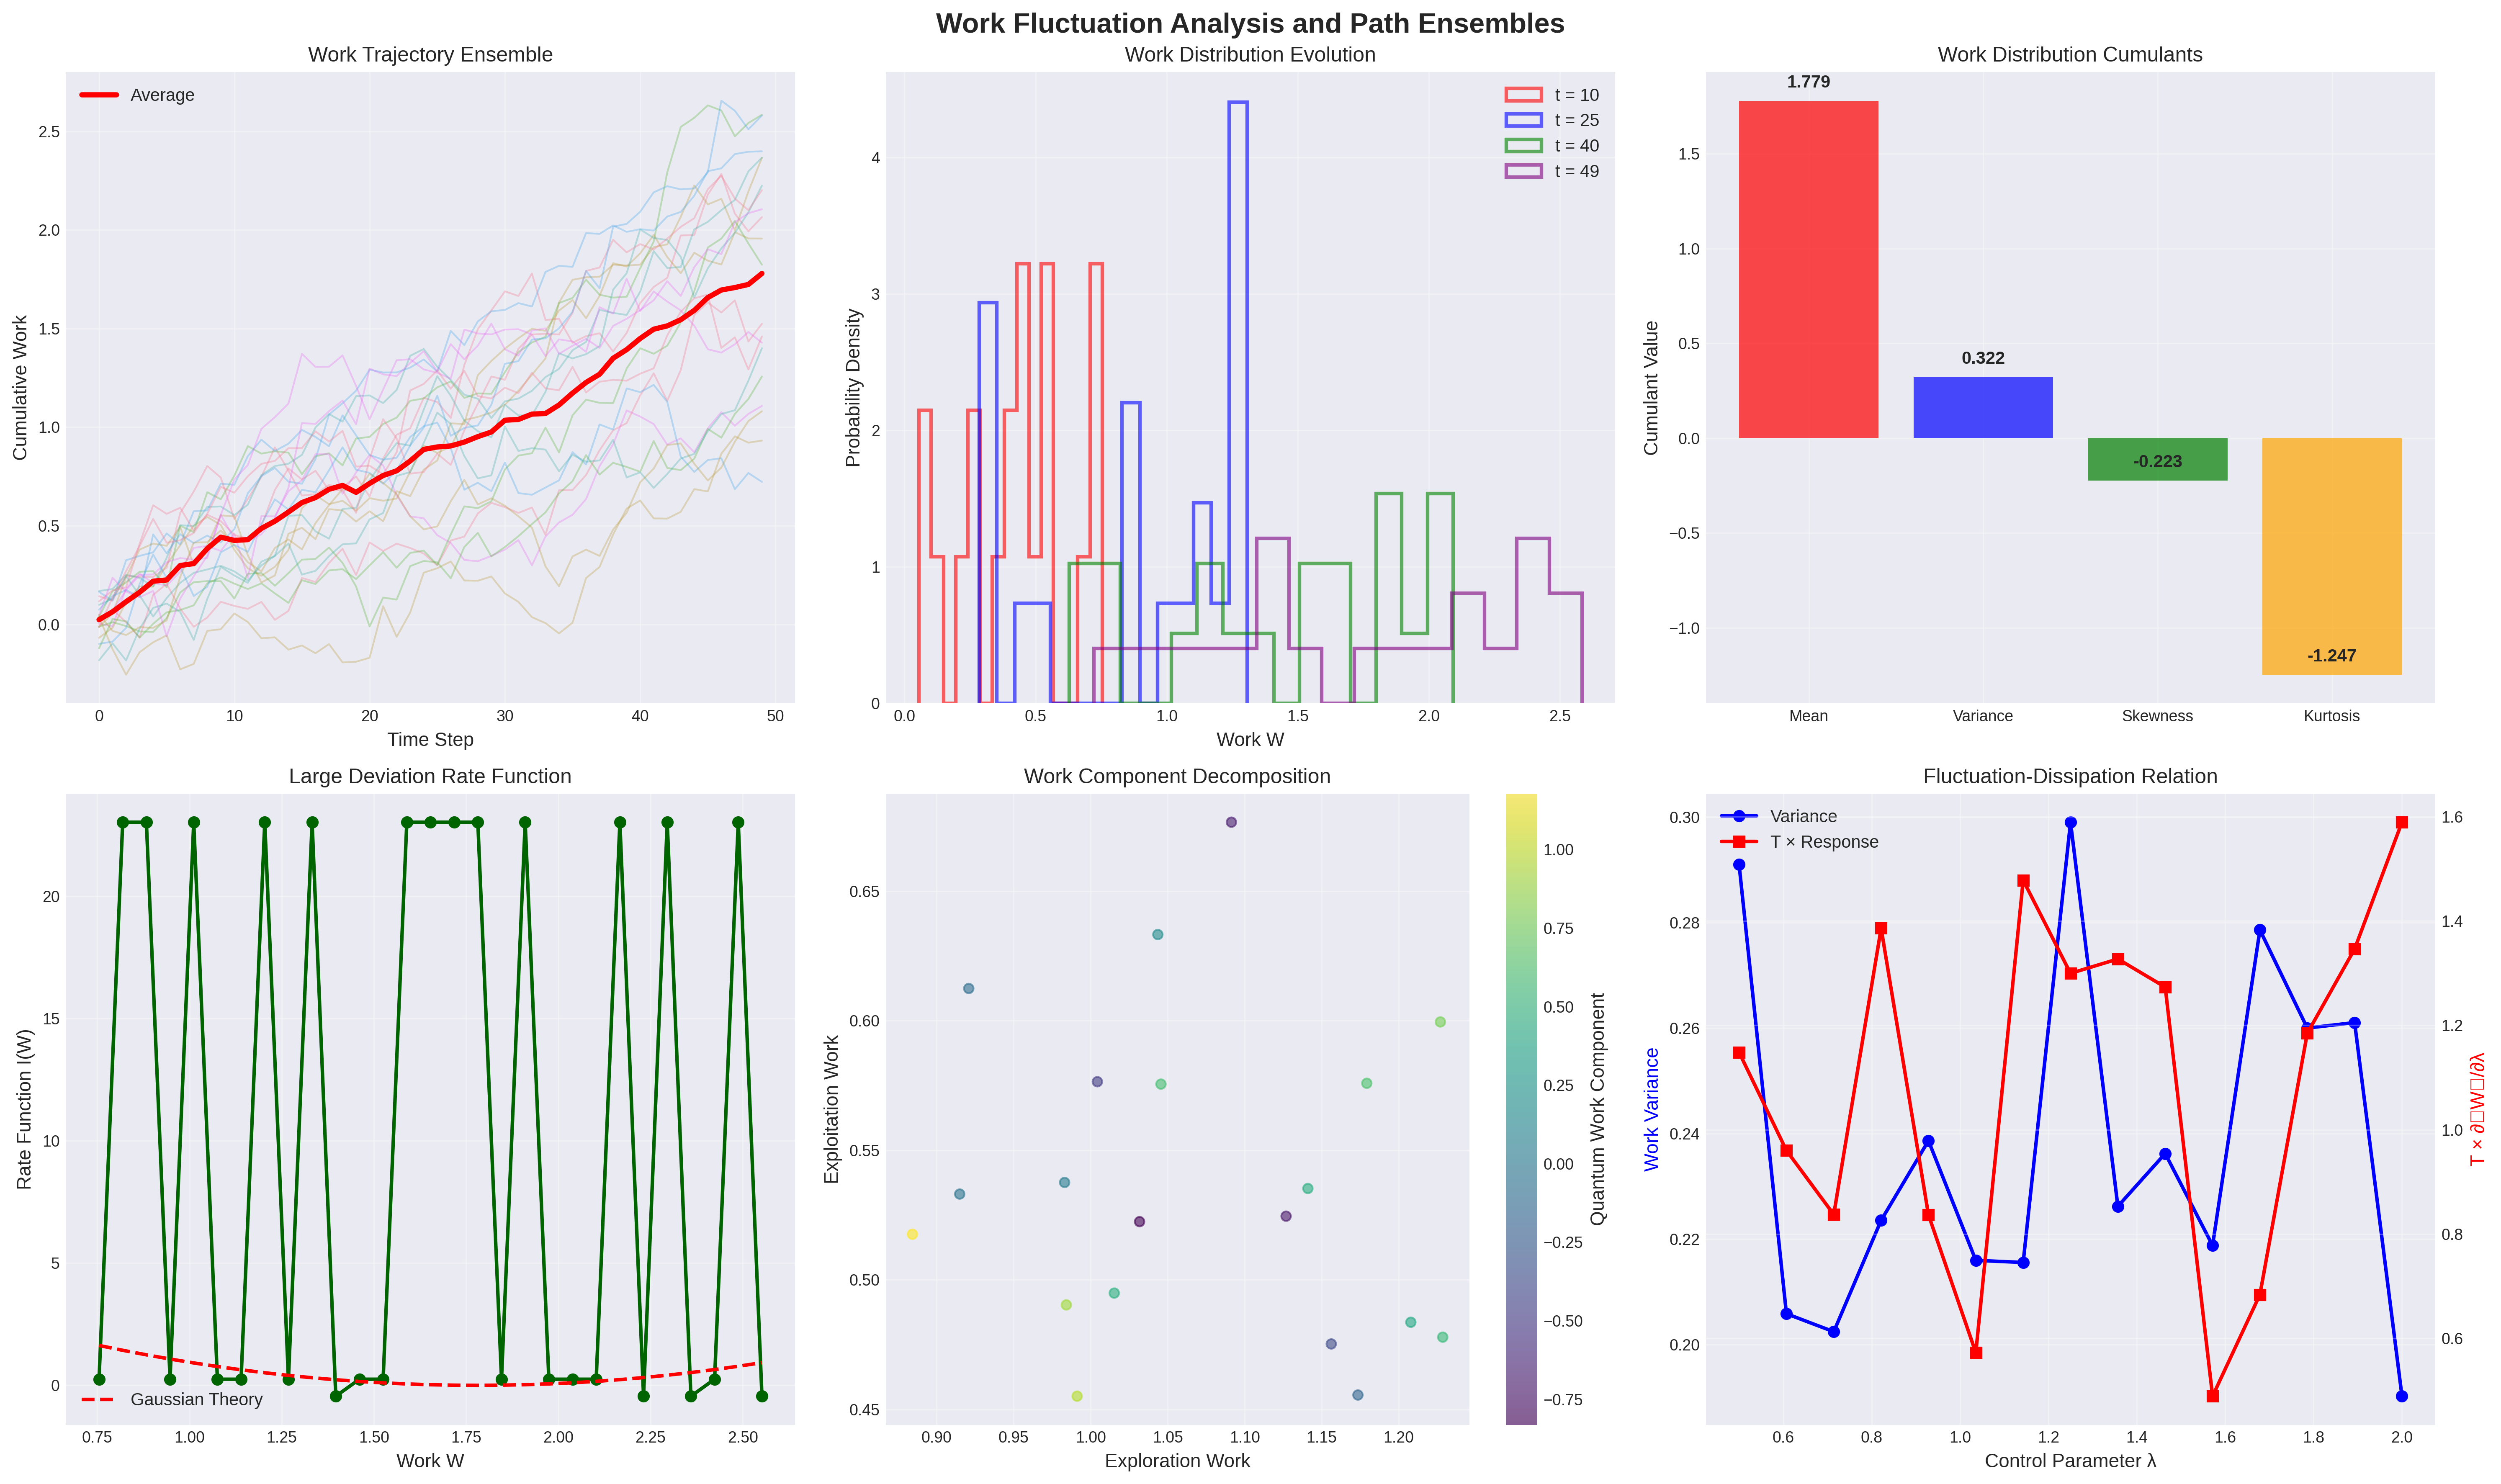 Work Fluctuation Analysis and Path Ensembles
Work Trajectory Ensemble
Average
2.5
2.0
1.5
1.0
0.5
0.0
Cumulative Work
0 10 20 30 40 50
Time Step
Work Distribution Evolution
t = 10
t = 25
t = 40
t = 49
4
3
2
1
0
Probability Density
0.0 0.5 1.0 1.5 2.0 2.5
Work W
Work Distribution Cumulants
1.779
0.322
-0.223
-1.247
1.5
1.0
0.5
0.0
−0.5
−1.0
Cumulant Value
Mean Variance Skewness Kurtosis
Large Deviation Rate Function
20
15
10
5
0
Rate Function I(W)
Gaussian Theory
0.75 1.00 1.25 1.50 1.75 2.00 2.25 2.50
Work W
Work Component Decomposition
0.65
0.60
0.55
0.50
0.45
Exploitation Work
0.90 0.95 1.00 1.05 1.10 1.15 1.20
Exploration Work
1.00
0.75
0.50
0.25
0.00
−0.25
−0.50
−0.75
Quantum Work Component
Fluctuation-Dissipation Relation
Variance
T × Response
0.30
0.28
0.26
0.24
0.22
0.20
Work Variance
0.6 0.8 1.0 1.2 1.4 1.6 1.8 2.0
Control Parameter λ
1.6
1.4
1.2
1.0
0.8
0.6
T × ∂□W□/∂λ